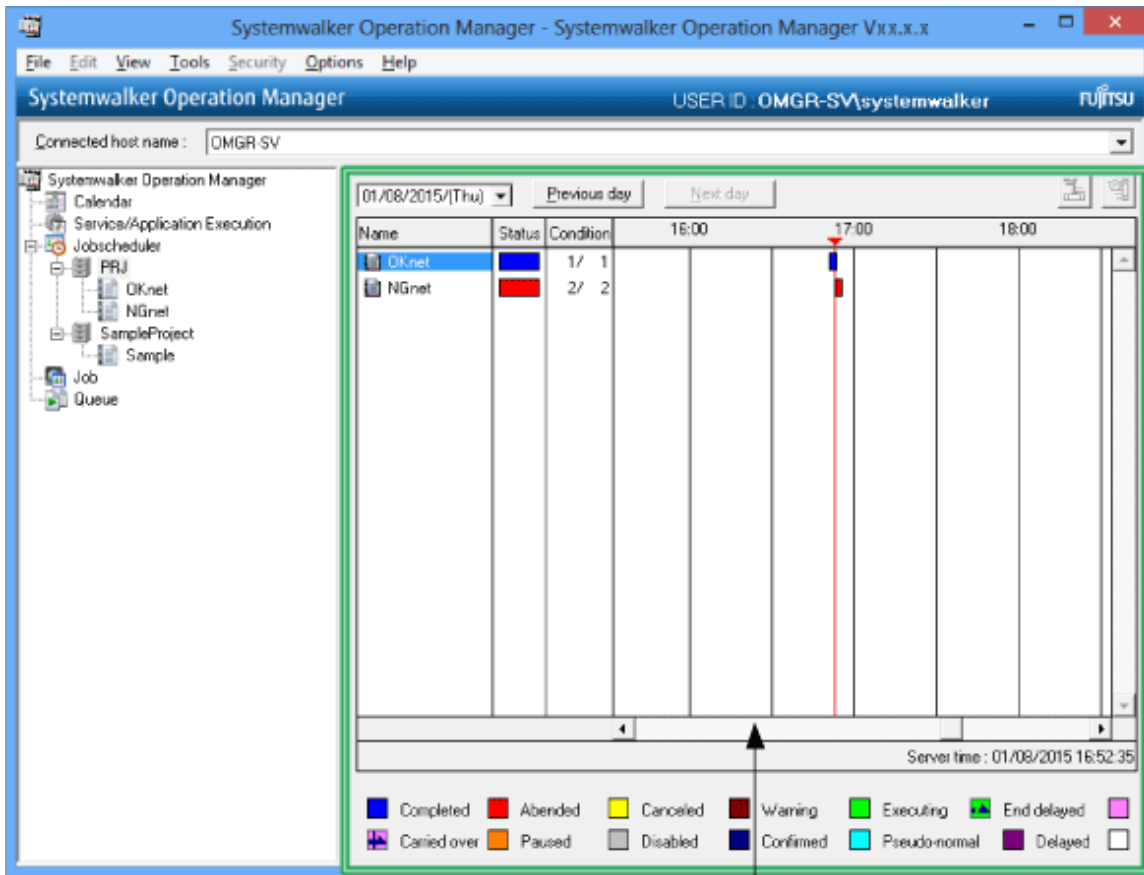 Systemwalker Operation Manager - Systemwalker Operation Manager Vxx.x.x
File Edit View Tools Security Options Help
Systemwalker Operation Manager USER ID : OMGR-SV\systemwalker FUJITSU
Connected host name : OMGR-SV
Systemwalker Operation Manager
Calendar
Service/Application Execution
Jobscheduler
PRJ
OKnet
NGnet
SampleProject
Sample
Job
Queue
01/08/2015/(Thu) Previous day Next day
Name Status Condition 16:00 17:00 18:00
OKnet 1/ 1
NGnet 2/ 2
Server time : 01/08/2015 16:52:35
Completed Abended Canceled Warning Executing End delayed
Carried over Paused Disabled Confirmed Pseudo-normal Delayed